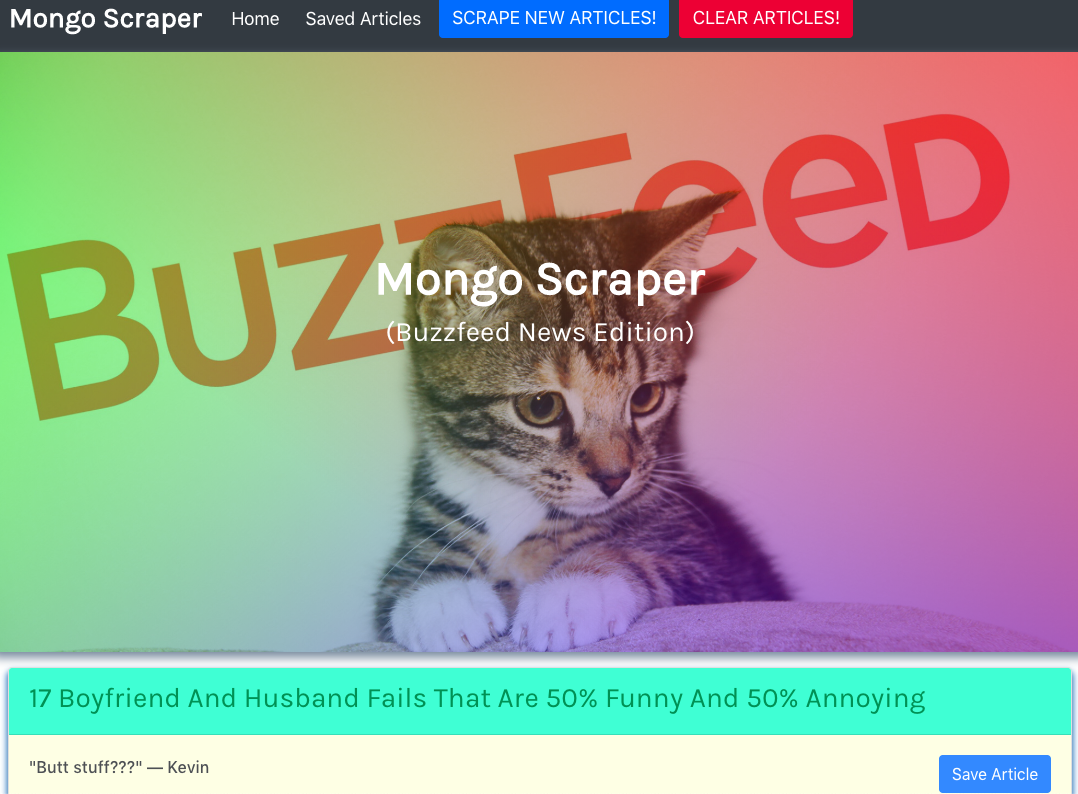 Mongo Scraper Home Saved Articles SCRAPE NEW ARTICLES! CLEAR ARTICLES!
BuzzFeed
Mongo Scraper
(Buzzfeed News Edition)
17 Boyfriend And Husband Fails That Are 50% Funny And 50% Annoying
"Butt stuff???" — Kevin
Save Article